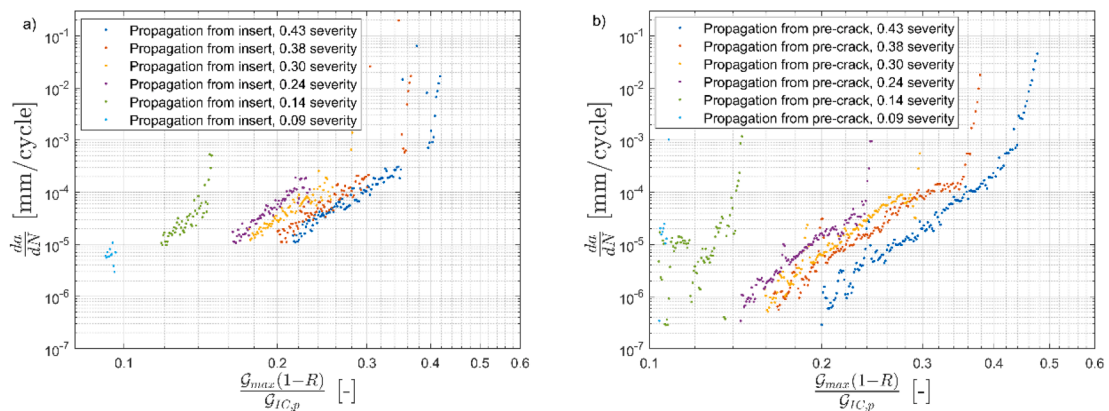 a)
Propagation from insert, 0.43 severity
Propagation from insert, 0.38 severity
Propagation from insert, 0.30 severity
Propagation from insert, 0.24 severity
Propagation from insert, 0.14 severity
Propagation from insert, 0.09 severity
10^-1
10^-2
10^-3
10^-4
10^-5
10^-6
10^-7
da/dN [mm/cycle]
0.1
0.2
0.3
0.4
0.5
0.6
G_max(1−R)/G_IC,p [-]
b)
Propagation from pre-crack, 0.43 severity
Propagation from pre-crack, 0.38 severity
Propagation from pre-crack, 0.30 severity
Propagation from pre-crack, 0.24 severity
Propagation from pre-crack, 0.14 severity
Propagation from pre-crack, 0.09 severity
10^-1
10^-2
10^-3
10^-4
10^-5
10^-6
10^-7
da/dN [mm/cycle]
0.1
0.2
0.3
0.4
0.5
0.6
G_max(1−R)/G_IC,p [-]